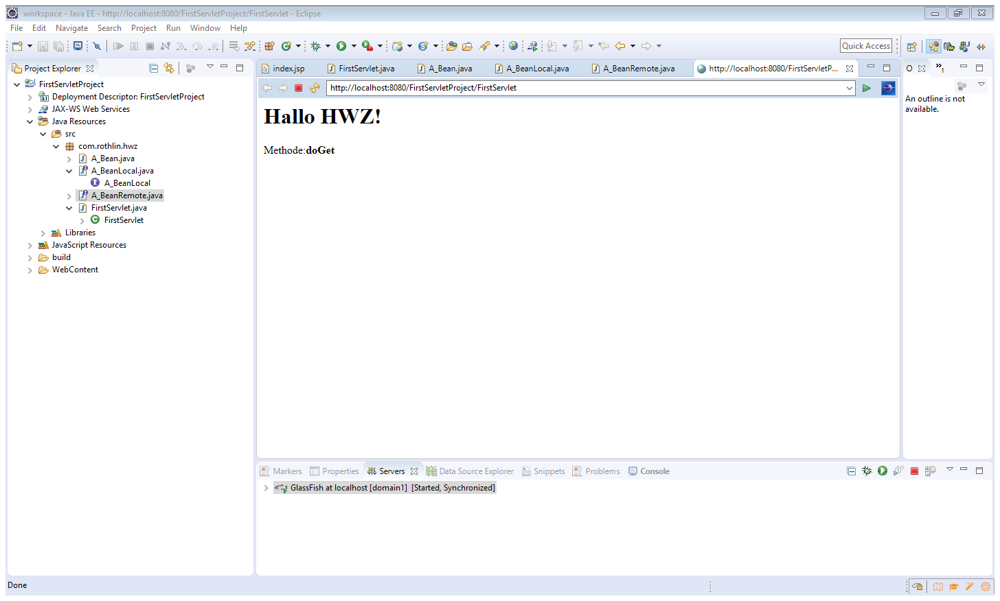 workspace - Java EE - http://localhost:8080/FirstServletProject/FirstServlet - Eclipse
File Edit Navigate Search Project Run Window Help
Quick Access
Project Explorer
FirstServletProject
3.1 Deployment Descriptor: FirstServletProject
JAX-WS Web Services
Java Resources
src
com.rothlin.hwz
A_Bean.java
A_BeanLocal.java
A_BeanLocal
A_BeanRemote.java
FirstServlet.java
FirstServlet
Libraries
JavaScript Resources
build
WebContent
index.jsp FirstServlet.java A_Bean.java A_BeanLocal.java A_BeanRemote.java http://localhost:8080/FirstServletP...
http://localhost:8080/FirstServletProject/FirstServlet
Hallo HWZ!
Methode:doGet
O »1
An outline is not
available.
Markers Properties Servers Data Source Explorer Snippets Problems Console
GlassFish at localhost [domain1] [Started, Synchronized]
Done